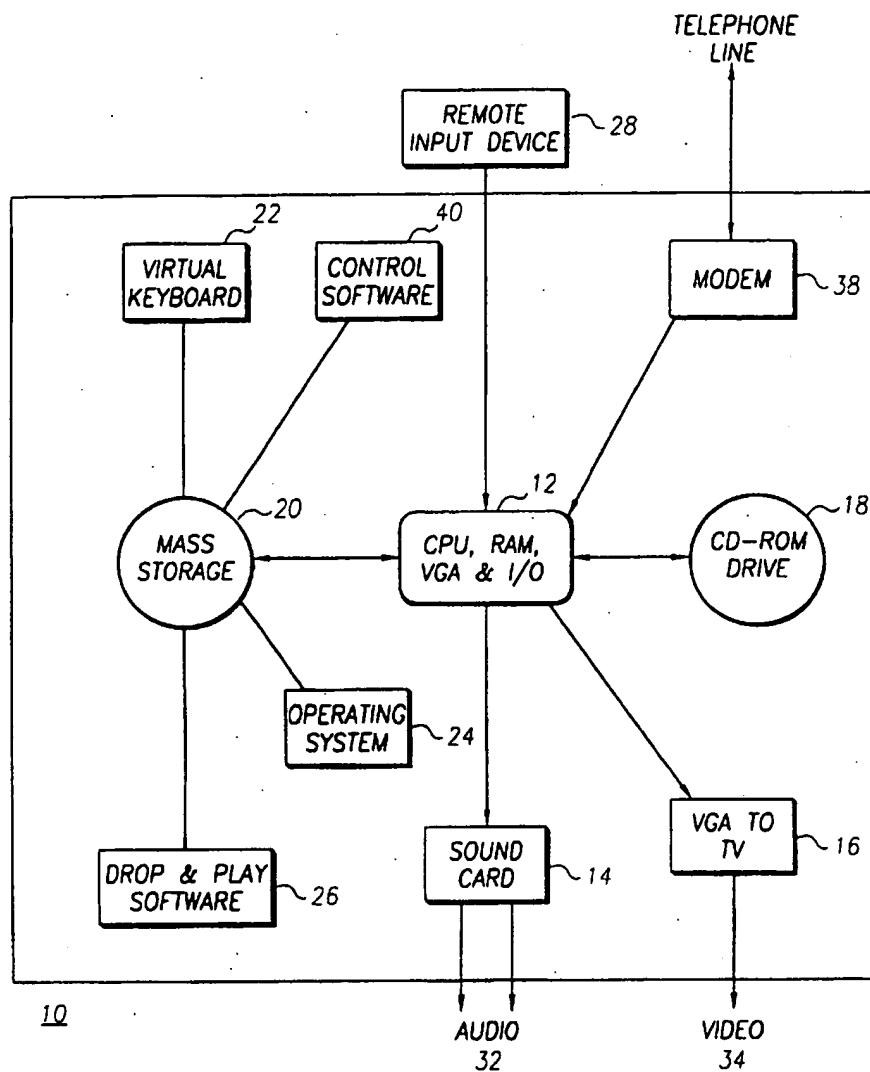 TELEPHONE
LINE
REMOTE
INPUT DEVICE
28
22
40
VIRTUAL
KEYBOARD
CONTROL
SOFTWARE
MODEM
38
12
20
18
MASS
STORAGE
CPU, RAM,
VGA & I/O
CD-ROM
DRIVE
OPERATING
SYSTEM
24
DROP & PLAY
SOFTWARE
26
SOUND
CARD
14
VGA TO
TV
16
10
AUDIO
32
VIDEO
34